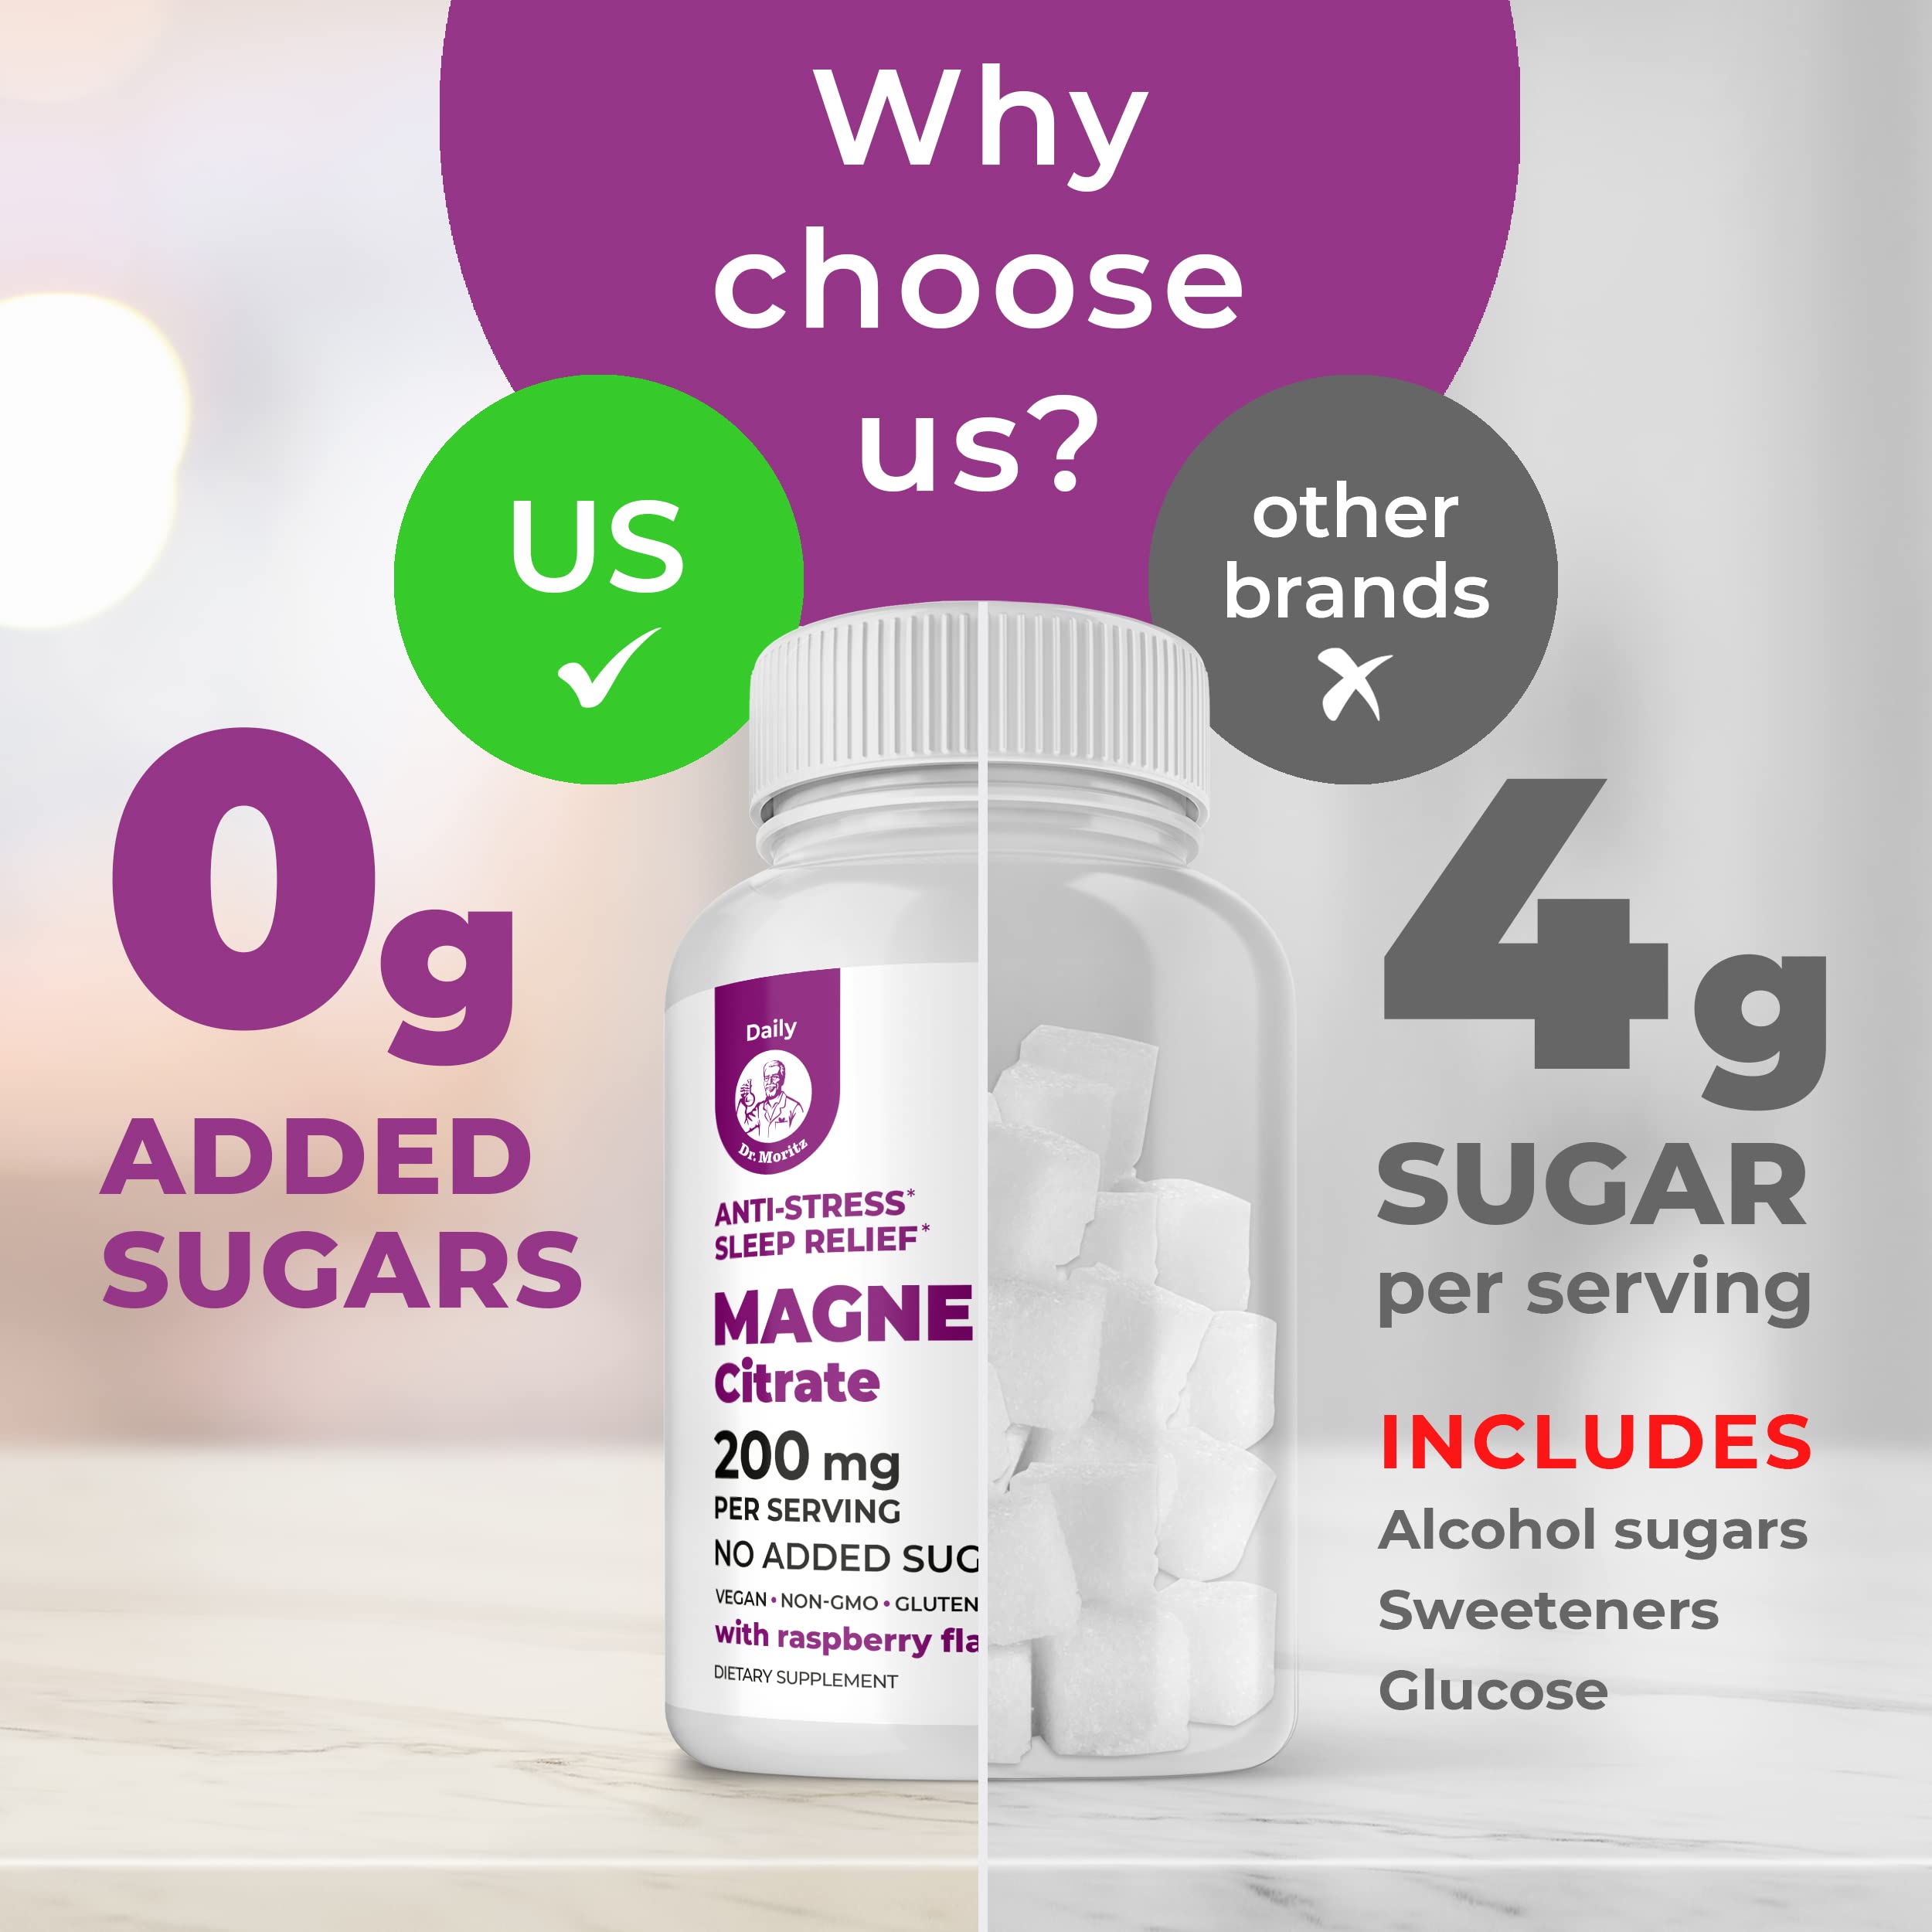 Why
choose
us?
US
other
brands
0g
ADDED
SUGARS
4g
SUGAR
per serving
INCLUDES
Alcohol sugars
Sweeteners
Glucose
Daily
Dr. Moritz
ANTI-STRESS*
SLEEP RELIEF*
MAGNE
Citrate
200 mg
PER SERVING
NO ADDED SUG
VEGAN • NON-GMO • GLUTEN
with raspberry fla
DIETARY SUPPLEMENT